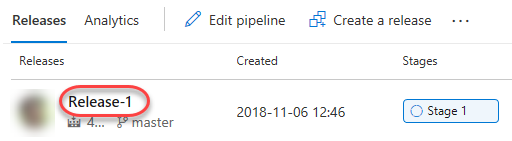 Releases Analytics Edit pipeline Create a release ...
Releases Created Stages
Release-1 2018-11-06 12:46 Stage 1
4... master